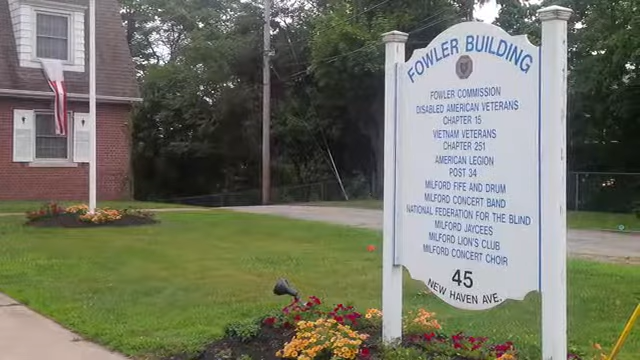 FOWLER BUILDING
FOWLER COMMISSION
DISABLED AMERICAN VETERANS
CHAPTER 15
VIETNAM VETERANS
CHAPTER 251
AMERICAN LEGION
POST 34
MILFORD FIFE AND DRUM
MILFORD CONCERT BAND
NATIONAL FEDERATION FOR THE BLIND
MILFORD JAYCEES
MILFORD LION'S CLUB
MILFORD CONCERT CHOIR
45
NEW HAVEN AVE.